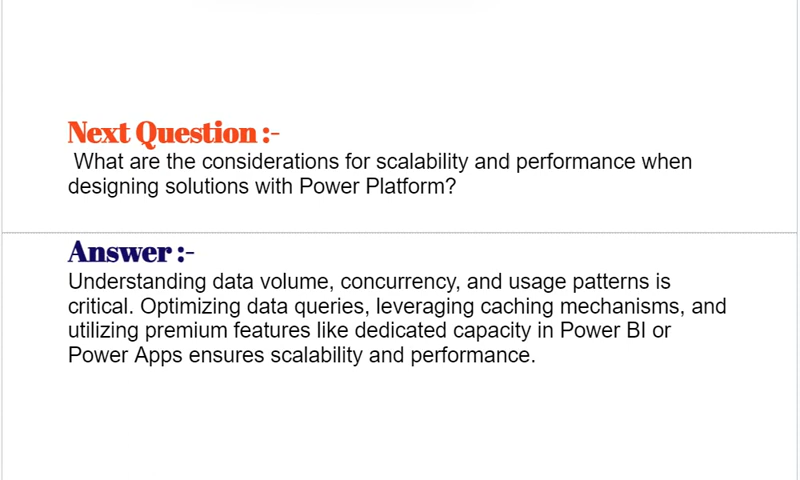 Next Question :-
What are the considerations for scalability and performance when
designing solutions with Power Platform?
Answer :-
Understanding data volume, concurrency, and usage patterns is
critical. Optimizing data queries, leveraging caching mechanisms, and
utilizing premium features like dedicated capacity in Power BI or
Power Apps ensures scalability and performance.